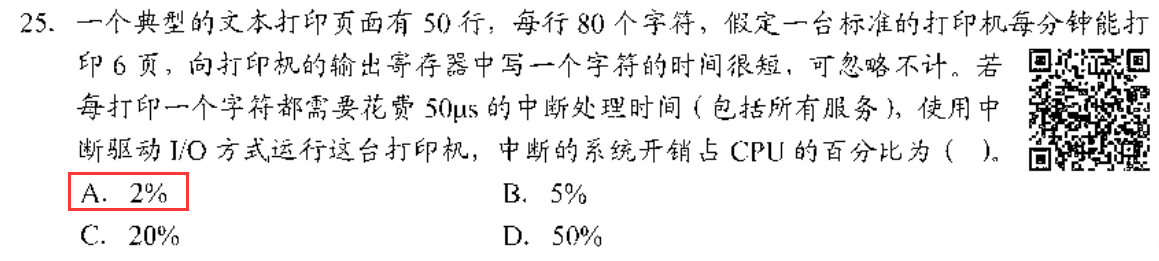 25. 一个典型的文本打印页面有 50 行，每行 80 个字符，假定一台标准的打印机每分钟能打
印 6 页，向打印机的输出寄存器中写一个字符的时间很短，可忽略不计。若
每打印一个字符都需要花费 50μs 的中断处理时间（包括所有服务），使用中
断驱动 I/O 方式运行这台打印机，中断的系统开销占 CPU 的百分比为（ ）。
A. 2% B. 5%
C. 20% D. 50%